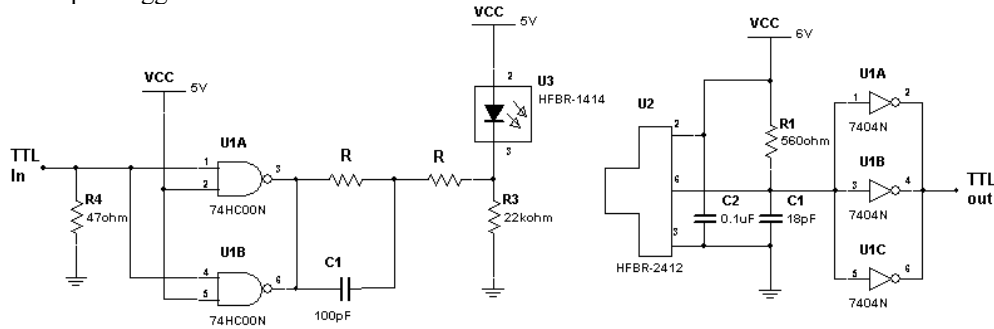 VCC
5V
2
U3
HFBR-1414
3
VCC
5V
U1A
TTL
In
1
2
3
74HC00N
R
R
R4
47ohm
R3
22kohm
U1B
4
5
6
74HC00N
C1
100pF
VCC
6V
U2
2
6
3
HFBR-2412
R1
560ohm
C2
0.1uF
C1
18pF
U1A
1
2
7404N
U1B
3
4
7404N
TTL
out
U1C
5
6
7404N